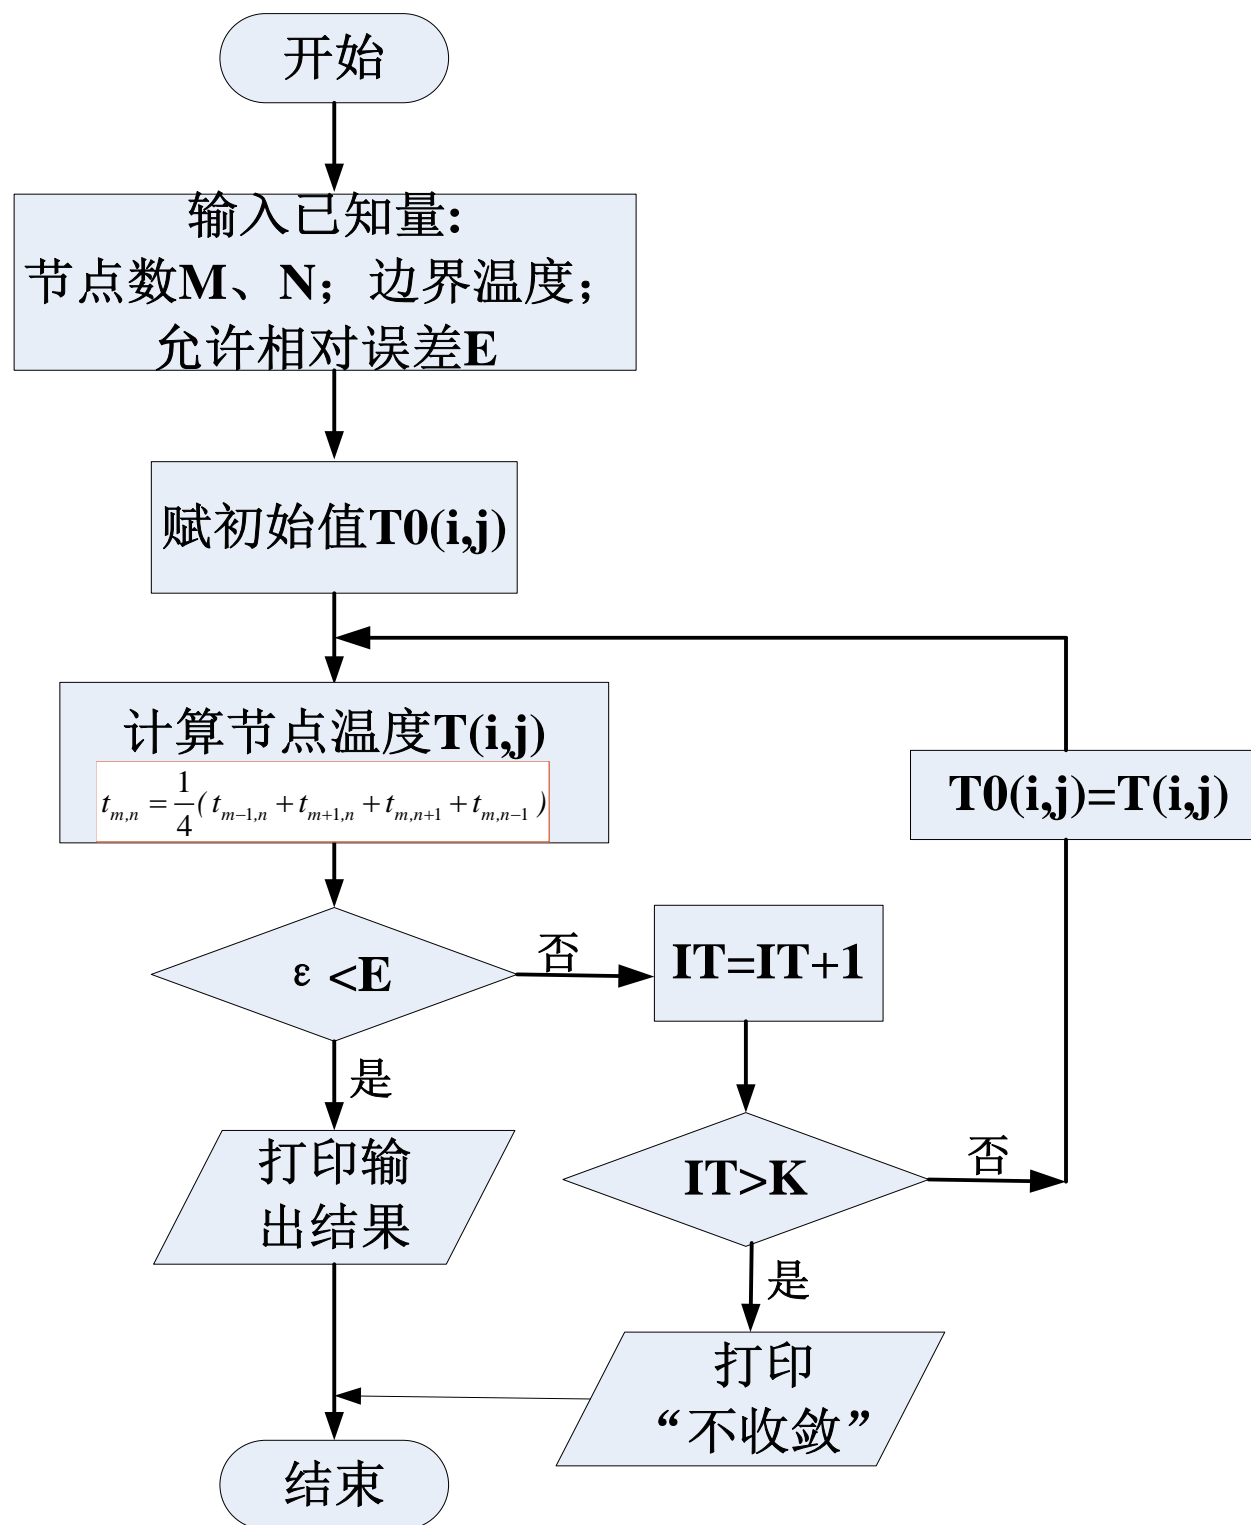 开始
输入已知量:
节点数M、N；边界温度；
允许相对误差E
赋初始值T0(i,j)
计算节点温度T(i,j)
t_{m,n} = \frac{1}{4}( t_{m-1,n} + t_{m+1,n} + t_{m,n+1} + t_{m,n-1} )
T0(i,j)=T(i,j)
ε <E
否
IT=IT+1
是
打印输
出结果
IT>K
否
是
打印
“不收敛”
结束